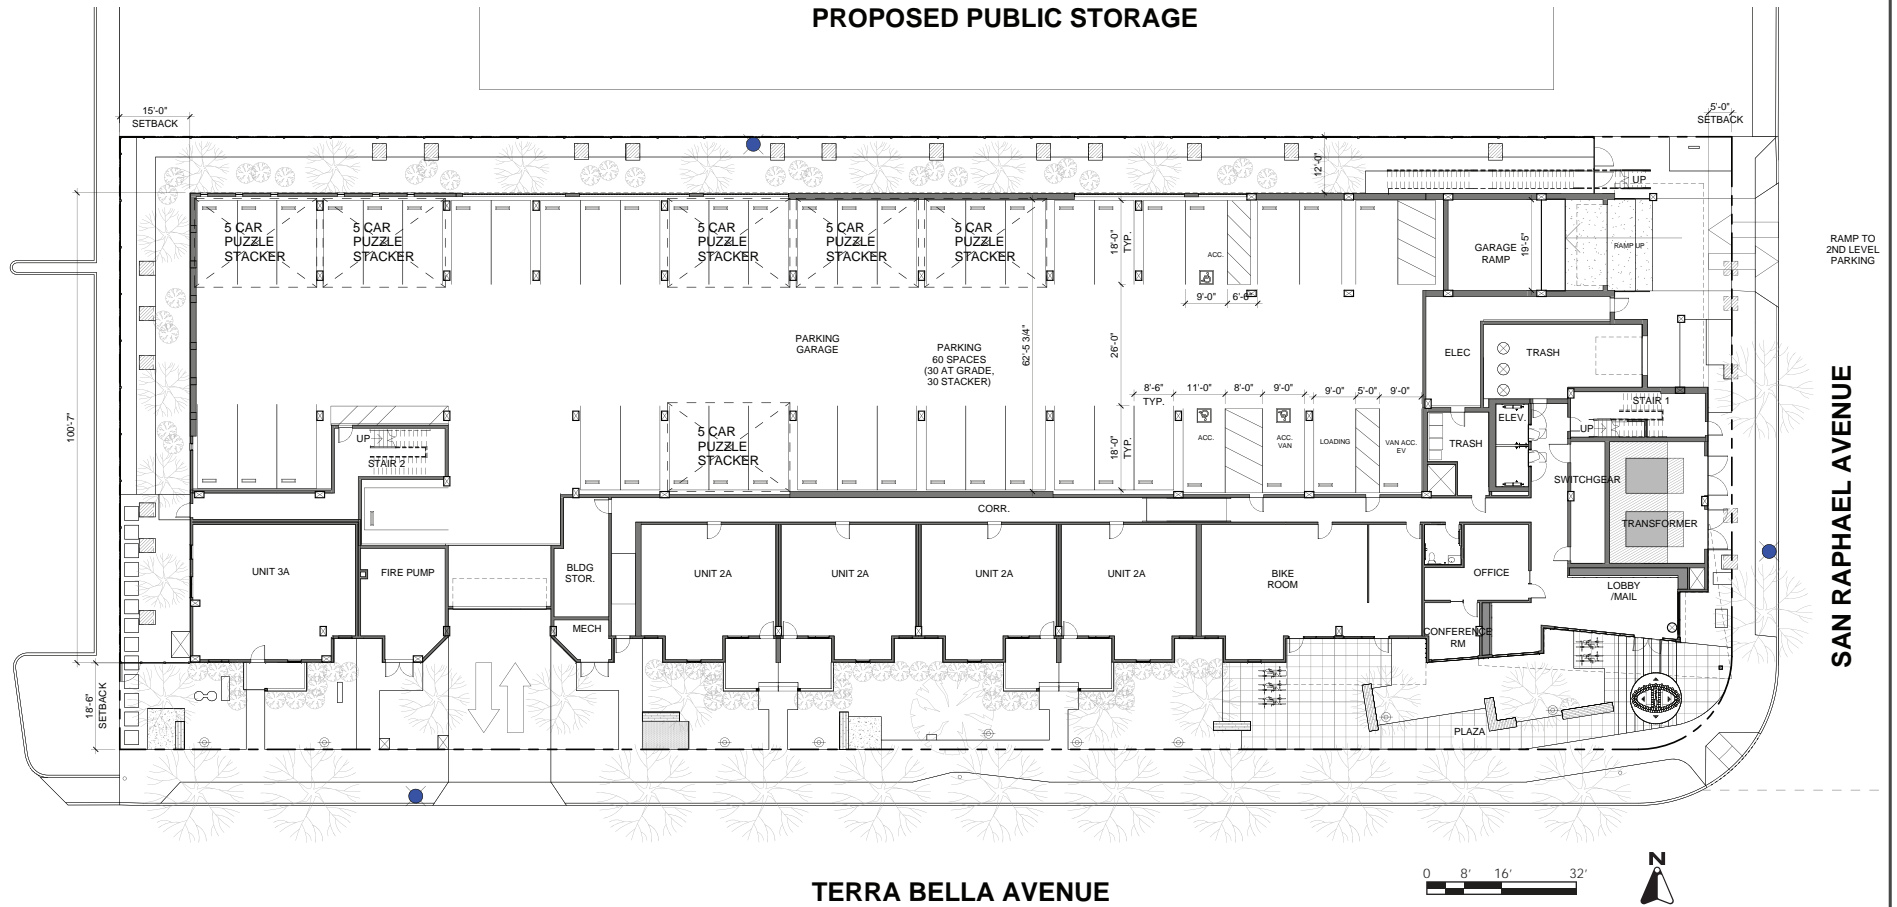 PROPOSED PUBLIC STORAGE
15'-0"
SETBACK
5'-0"
SETBACK
12'-0"
UP
5 CAR
PUZZLE
STACKER
5 CAR
PUZZLE
STACKER
5 CAR
PUZZLE
STACKER
5 CAR
PUZZLE
STACKER
5 CAR
PUZZLE
STACKER
18'-0"
TYP.
ACC.
9'-0"
6'-0"
GARAGE
RAMP
19'-5"
RAMP UP
RAMP TO
2ND LEVEL
PARKING
PARKING
GARAGE
PARKING
60 SPACES
(30 AT GRADE,
30 STACKER)
62'-5 3/4"
26'-0"
ELEC
TRASH
100'-7"
8'-6"
TYP.
11'-0"
8'-0"
9'-0"
9'-0"
5'-0"
9'-0"
5 CAR
PUZZLE
STACKER
18'-0"
TYP.
ACC.
ACC.
VAN
LOADING
VAN ACC.
EV
UP
STAIR 2
ELEV.
TRASH
STAIR 1
UP
SWITCHGEAR
TRANSFORMER
CORR.
UNIT 3A
FIRE PUMP
BLDG
STOR.
MECH
UNIT 2A
UNIT 2A
UNIT 2A
UNIT 2A
BIKE
ROOM
OFFICE
LOBBY
/MAIL
CONFERENCE
RM
18'-6"
SETBACK
PLAZA
SAN RAPHAEL AVENUE
TERRA BELLA AVENUE
0 8' 16' 32'
N